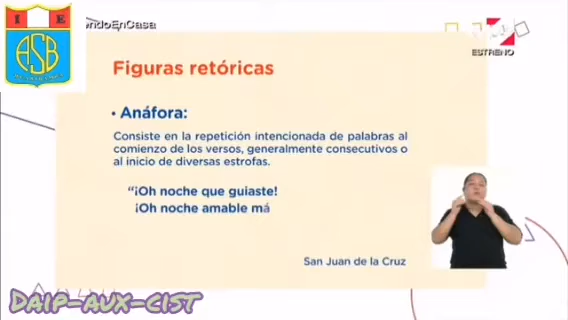 I E
ASB
ndoEnCasa
ESTRENO
Figuras retóricas
• Anáfora:
Consiste en la repetición intencionada de palabras al
comienzo de los versos, generalmente consecutivos o
al inicio de diversas estrofas.
“¡Oh noche que guiaste!
¡Oh noche amable má
San Juan de la Cruz
DAIP-AUX-CIST